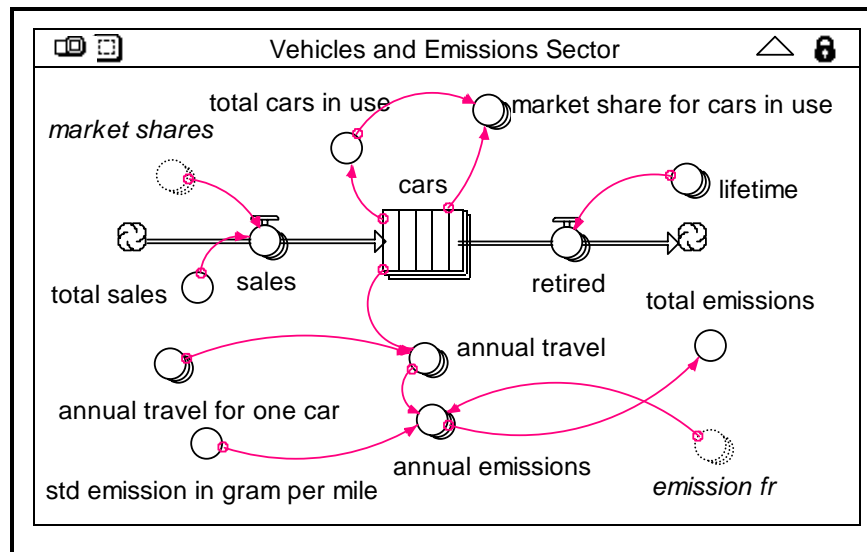 Vehicles and Emissions Sector
total cars in use
market share for cars in use
market shares
cars
lifetime
total sales
sales
retired
total emissions
annual travel
annual travel for one car
annual emissions
std emission in gram per mile
emission fr